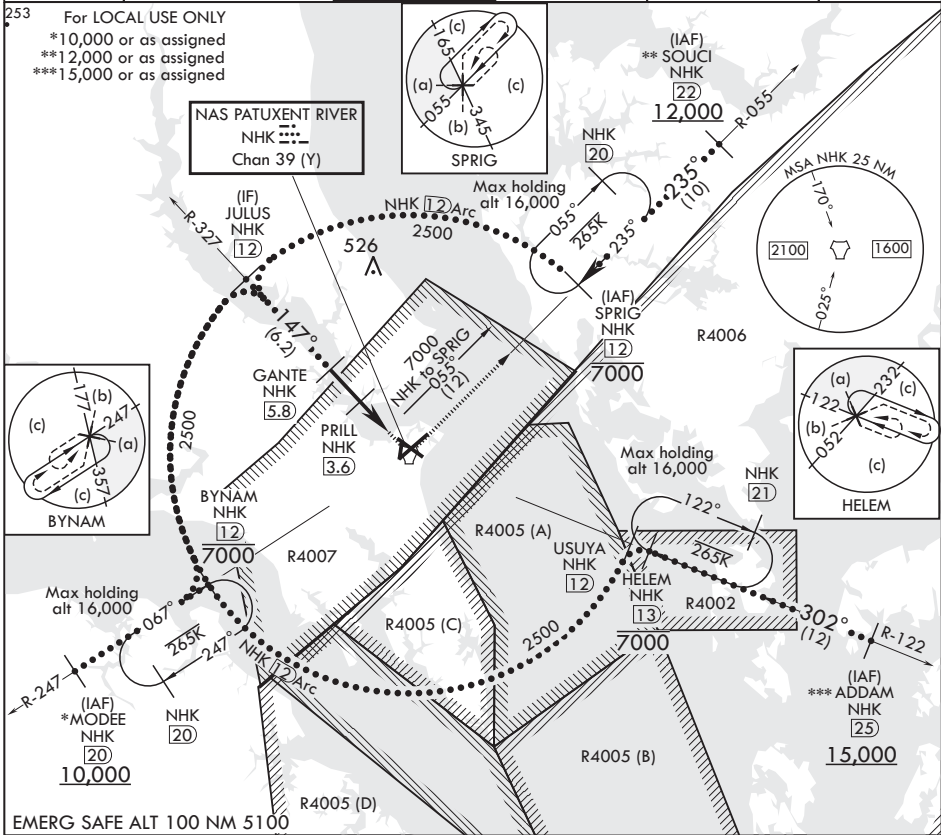 253
For LOCAL USE ONLY
*10,000 or as assigned
**12,000 or as assigned
***15,000 or as assigned
NAS PATUXENT RIVER
NHK
Chan 39 (Y)
(c)
165
(a)
(c)
055
345
(b)
SPRIG
(IAF)
** SOUCI
NHK
22
12,000
R-055
NHK
20
235°
(10)
Max holding
alt 16,000
055°
265K
235°
MSA NHK 25 NM
170°
2100
1600
025°
(IF)
JULUS
NHK
12
R-327
NHK 12 Arc
2500
526
(IAF)
SPRIG
NHK
12
7000
R4006
147°
(6.2)
7000
NHK to SPRIG
055°
(12)
GANTE
NHK
5.8
PRILL
NHK
3.6
2500
177
(b)
(c)
247
(a)
357
(c)
BYNAM
(a)
232
(c)
122
(b)
052
(c)
HELEM
Max holding
alt 16,000
NHK
21
122°
265K
BYNAM
NHK
12
7000
R4007
R4005 (A)
USUYA
NHK
12
HELEM
NHK
13
7000
R4002
302°
(12)
R-122
R4005 (C)
2500
Max holding
alt 16,000
067°
265K
247°
NHK 12 Arc
R-247
(IAF)
*MODEE
NHK
20
10,000
NHK
20
(IAF)
*** ADDAM
NHK
25
15,000
R4005 (B)
R4005 (D)
EMERG SAFE ALT 100 NM 5100